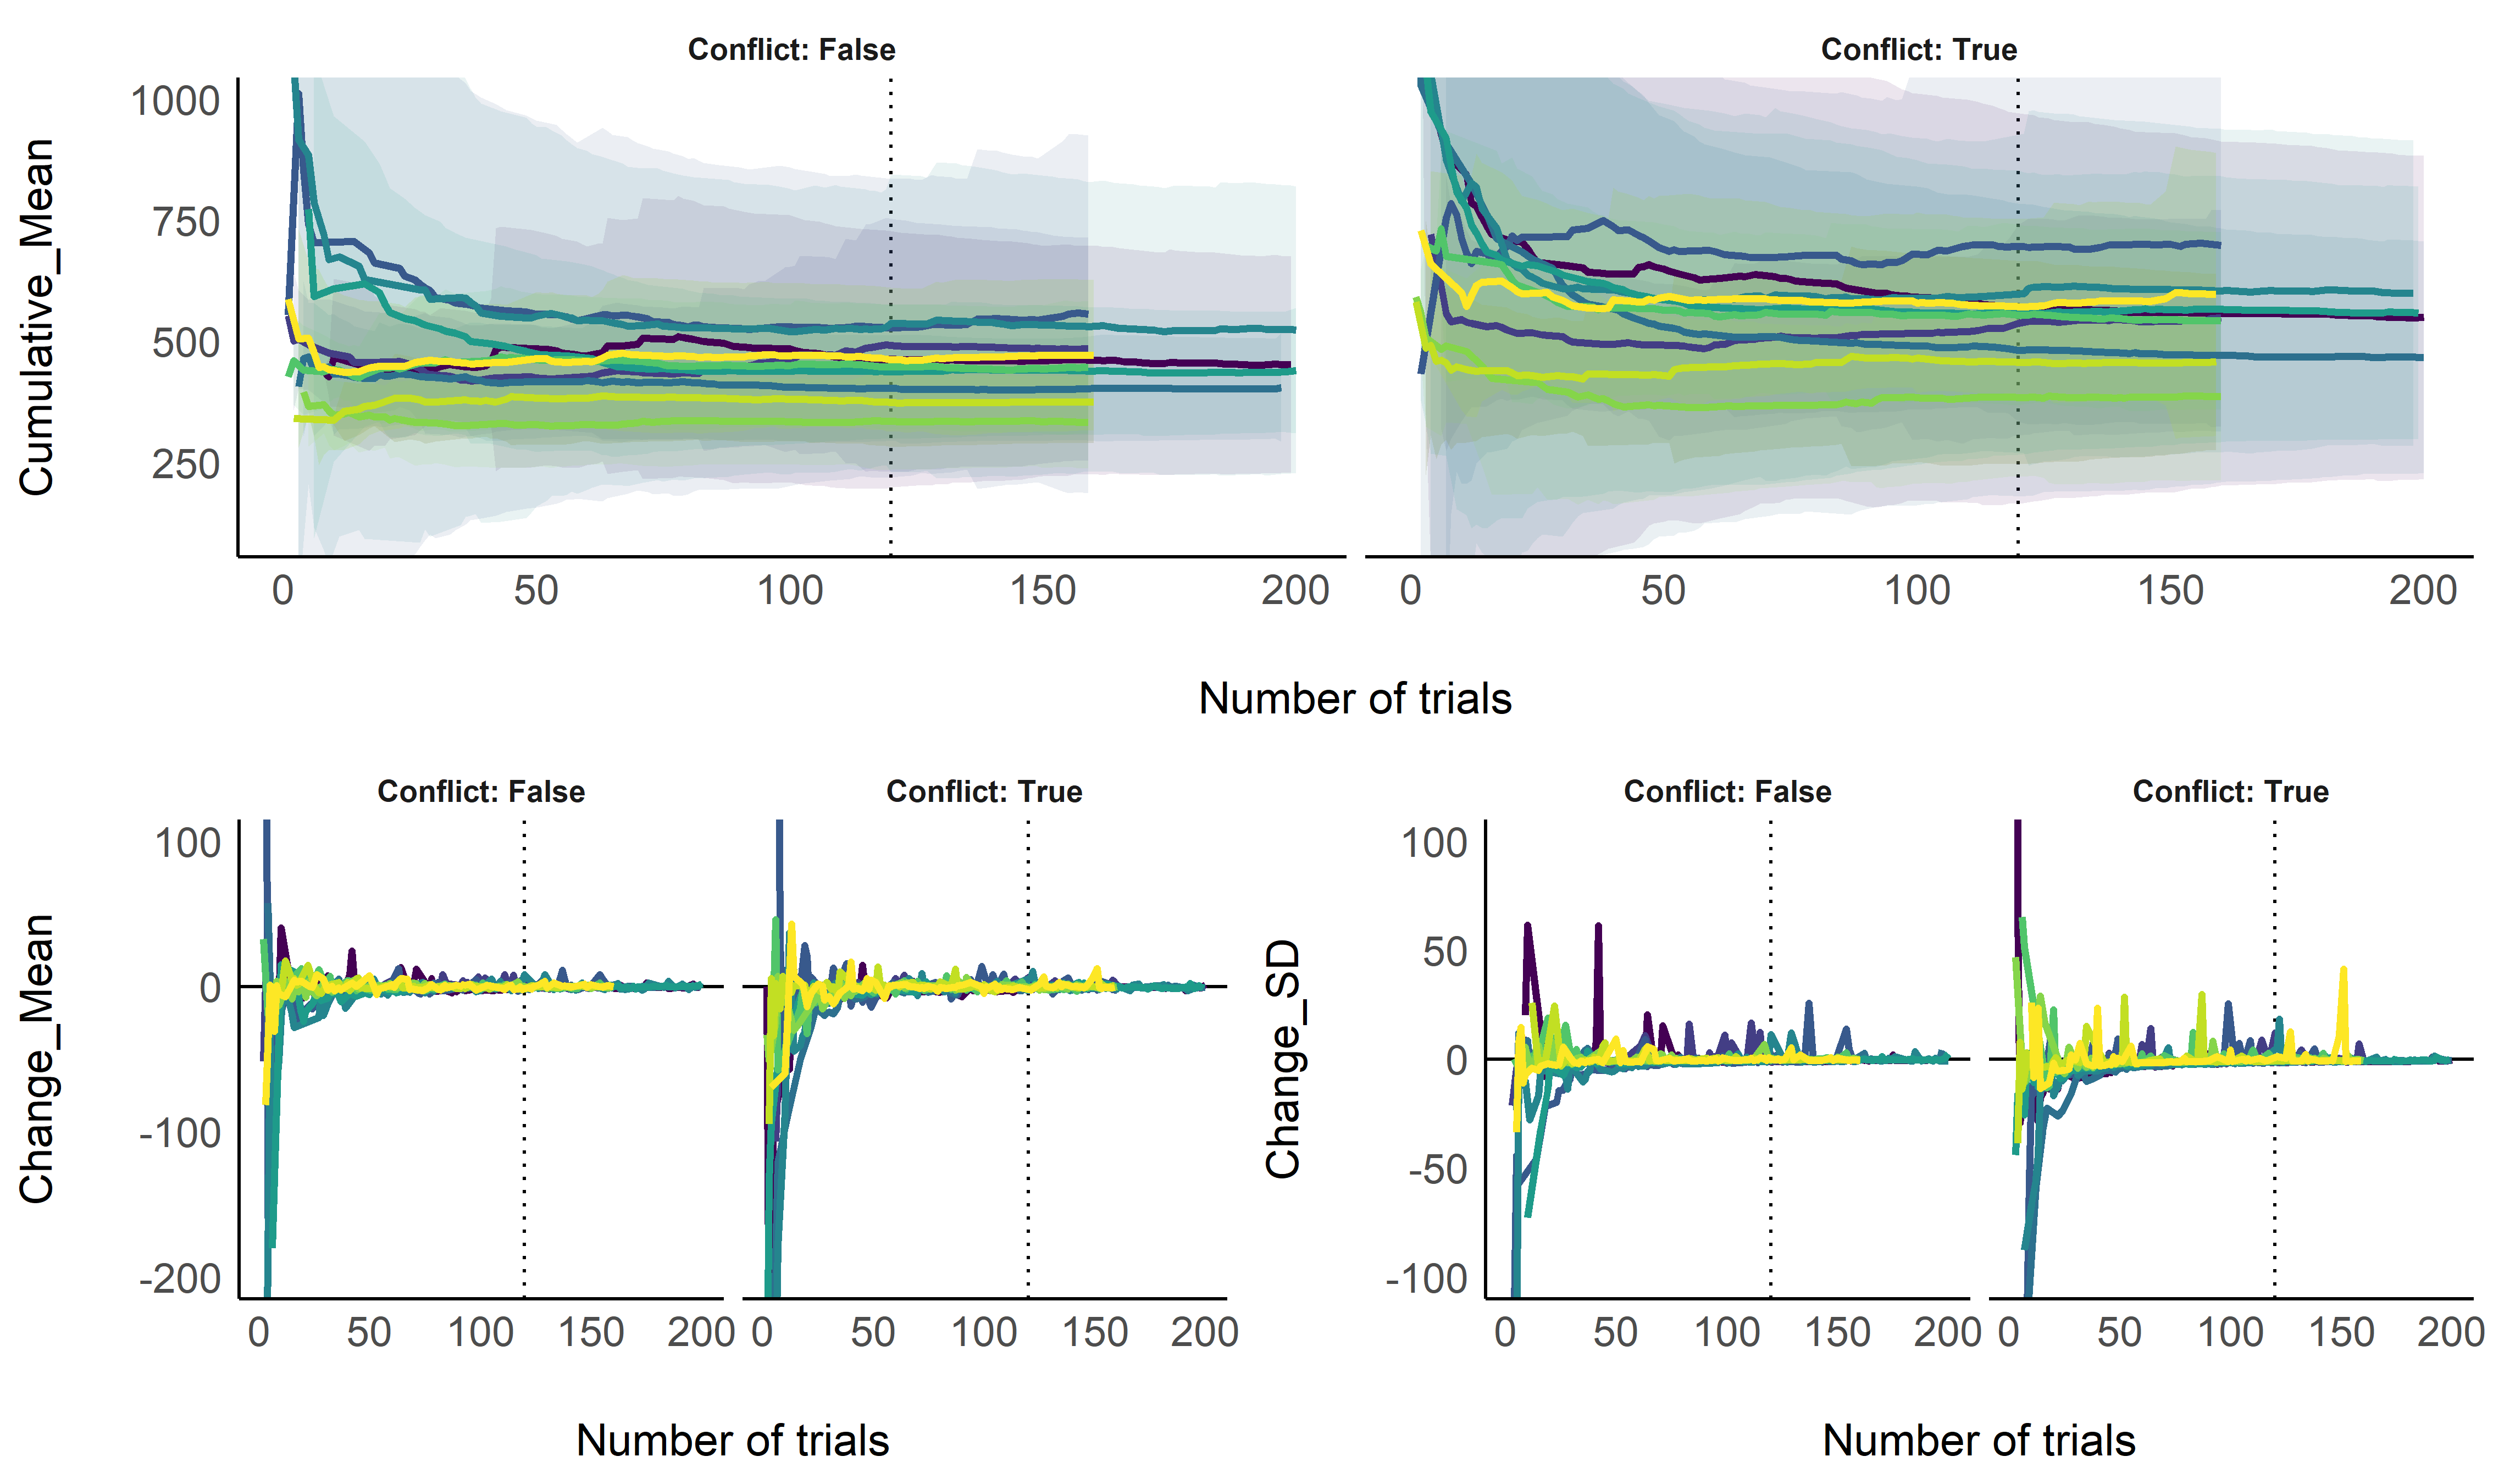 Conflict: False
Conflict: True
Cumulative_Mean
1000
750
500
250
0 50 100 150 200
0 50 100 150 200
Number of trials
Conflict: False
Conflict: True
Change_Mean
100
0
-100
-200
0 50 100 150 200
0 50 100 150 200
Number of trials
Conflict: False
Conflict: True
Change_SD
100
50
0
-50
-100
0 50 100 150 200
0 50 100 150 200
Number of trials